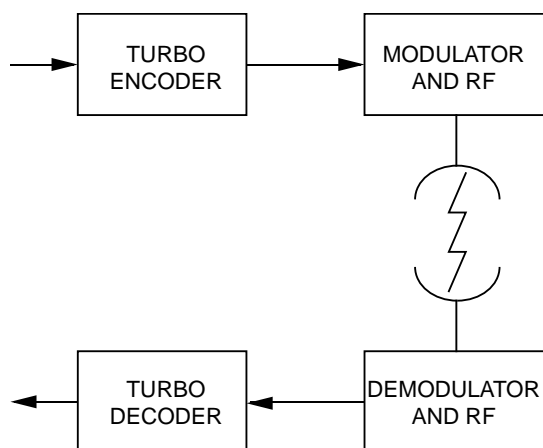 TURBO
ENCODER
MODULATOR
AND RF
TURBO
DECODER
DEMODULATOR
AND RF